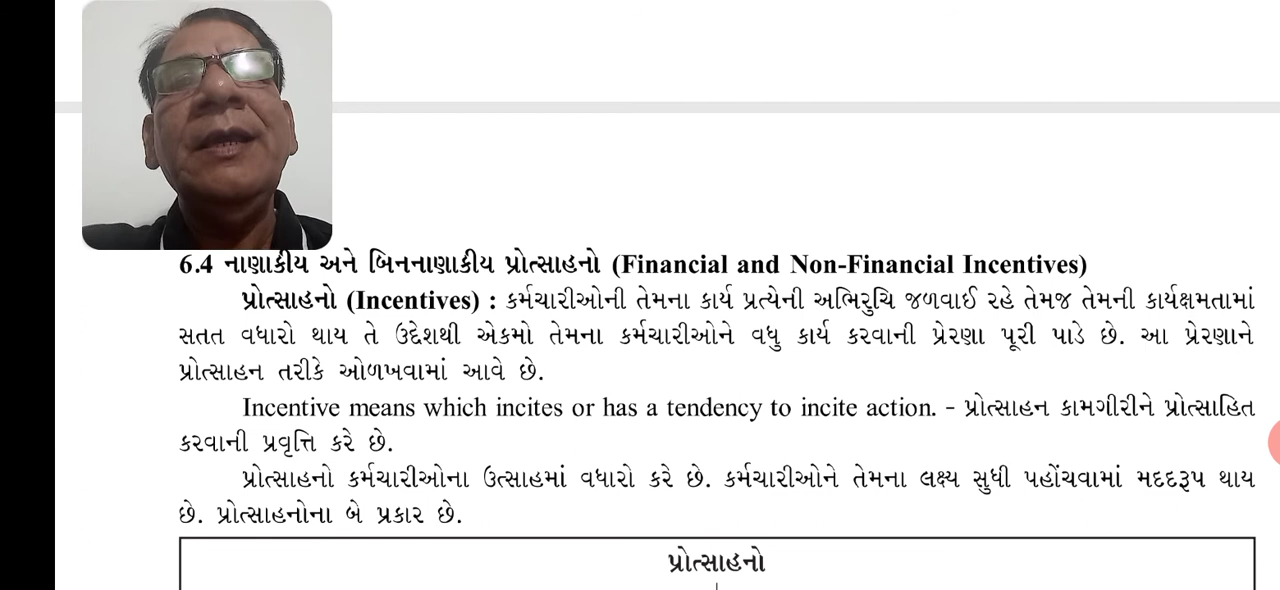 6.4 નાણાકીય અને બિનનાણાકીય પ્રોત્સાહનો (Financial and Non-Financial Incentives)
પ્રોત્સાહનો (Incentives) : કર્મચારીઓની તેમના કાર્ય પ્રત્યેની અભિરુચિ જળવાઈ રહે તેમજ તેમની કાર્યક્ષમતામાં
સતત વધારો થાય તે ઉદ્દેશથી એકમો તેમના કર્મચારીઓને વધુ કાર્ય કરવાની પ્રેરણા પૂરી પાડે છે. આ પ્રેરણાને
પ્રોત્સાહન તરીકે ઓળખવામાં આવે છે.
Incentive means which incites or has a tendency to incite action. - પ્રોત્સાહન કામગીરીને પ્રોત્સાહિત
કરવાની પ્રવૃત્તિ કરે છે.
પ્રોત્સાહનો કર્મચારીઓના ઉત્સાહમાં વધારો કરે છે. કર્મચારીઓને તેમના લક્ષ્ય સુધી પહોંચવામાં મદદરૂપ થાય
છે. પ્રોત્સાહનોના બે પ્રકાર છે.
પ્રોત્સાહનો